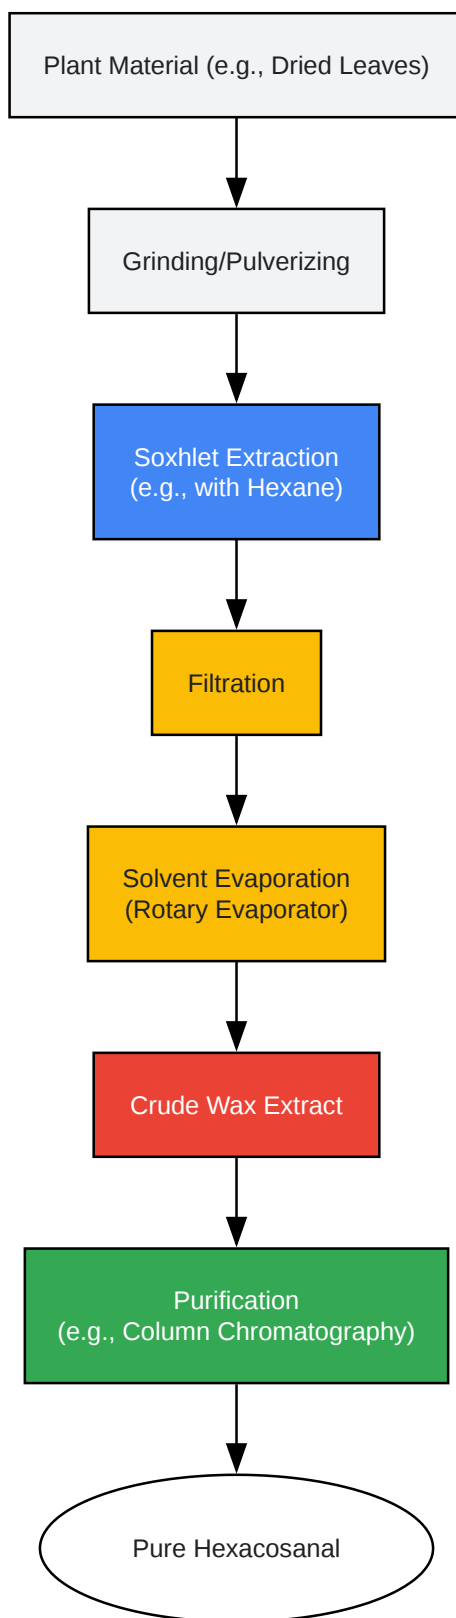 Plant Material (e.g., Dried Leaves)
Grinding/Pulverizing
Soxhlet Extraction
(e.g., with Hexane)
Filtration
Solvent Evaporation
(Rotary Evaporator)
Crude Wax Extract
Purification
(e.g., Column Chromatography)
Pure Hexacosanal